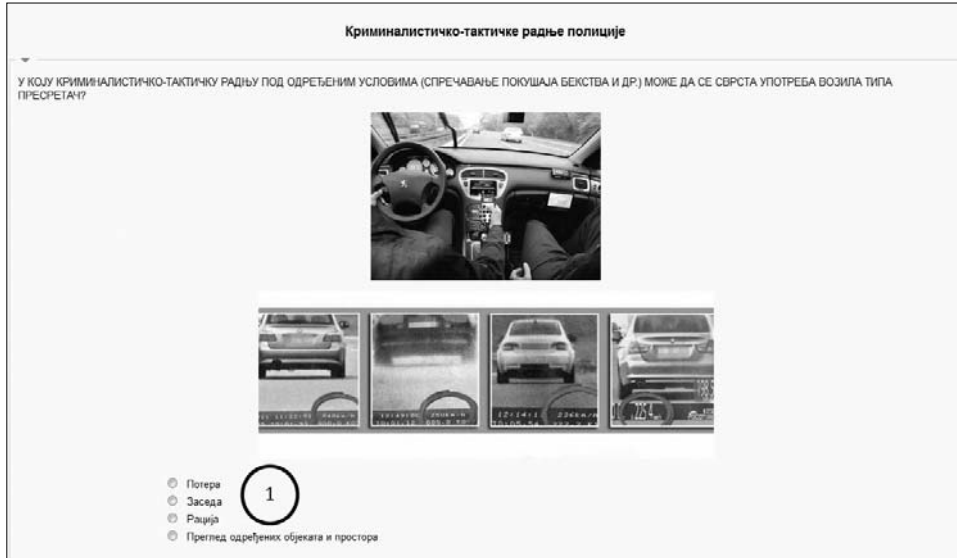 Криминалистичко-тактичке радње полиције
У КОЈУ КРИМИНАЛИСТИЧКО-ТАКТИЧКУ РАДЊУ ПОД ОДРЕЂЕНИМ УСЛОВИМА (СПРЕЧАВАЊЕ ПОКУШАЈА БЕКСТВА И ДР.) МОЖЕ ДА СЕ СВРСТА УПОТРЕБА ВОЗИЛА ТИПА
ПРЕСРЕТАЧ?
Потера
Заседа
1
Рација
Преглед одређених објеката и простора